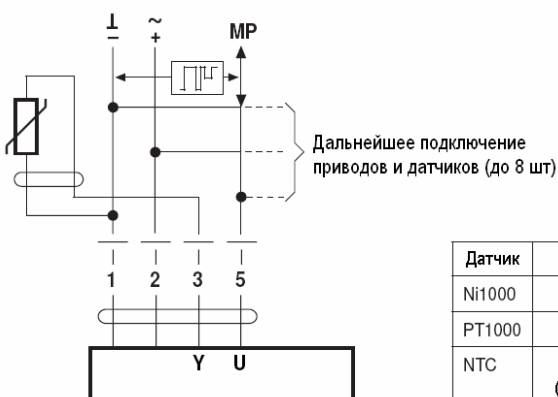 ⊥ ~
– + MP
Дальнейшее подключение
приводов и датчиков (до 8 шт)
1 2 3 5
Y U
Датчик
Ni1000
PT1000
NTC
(